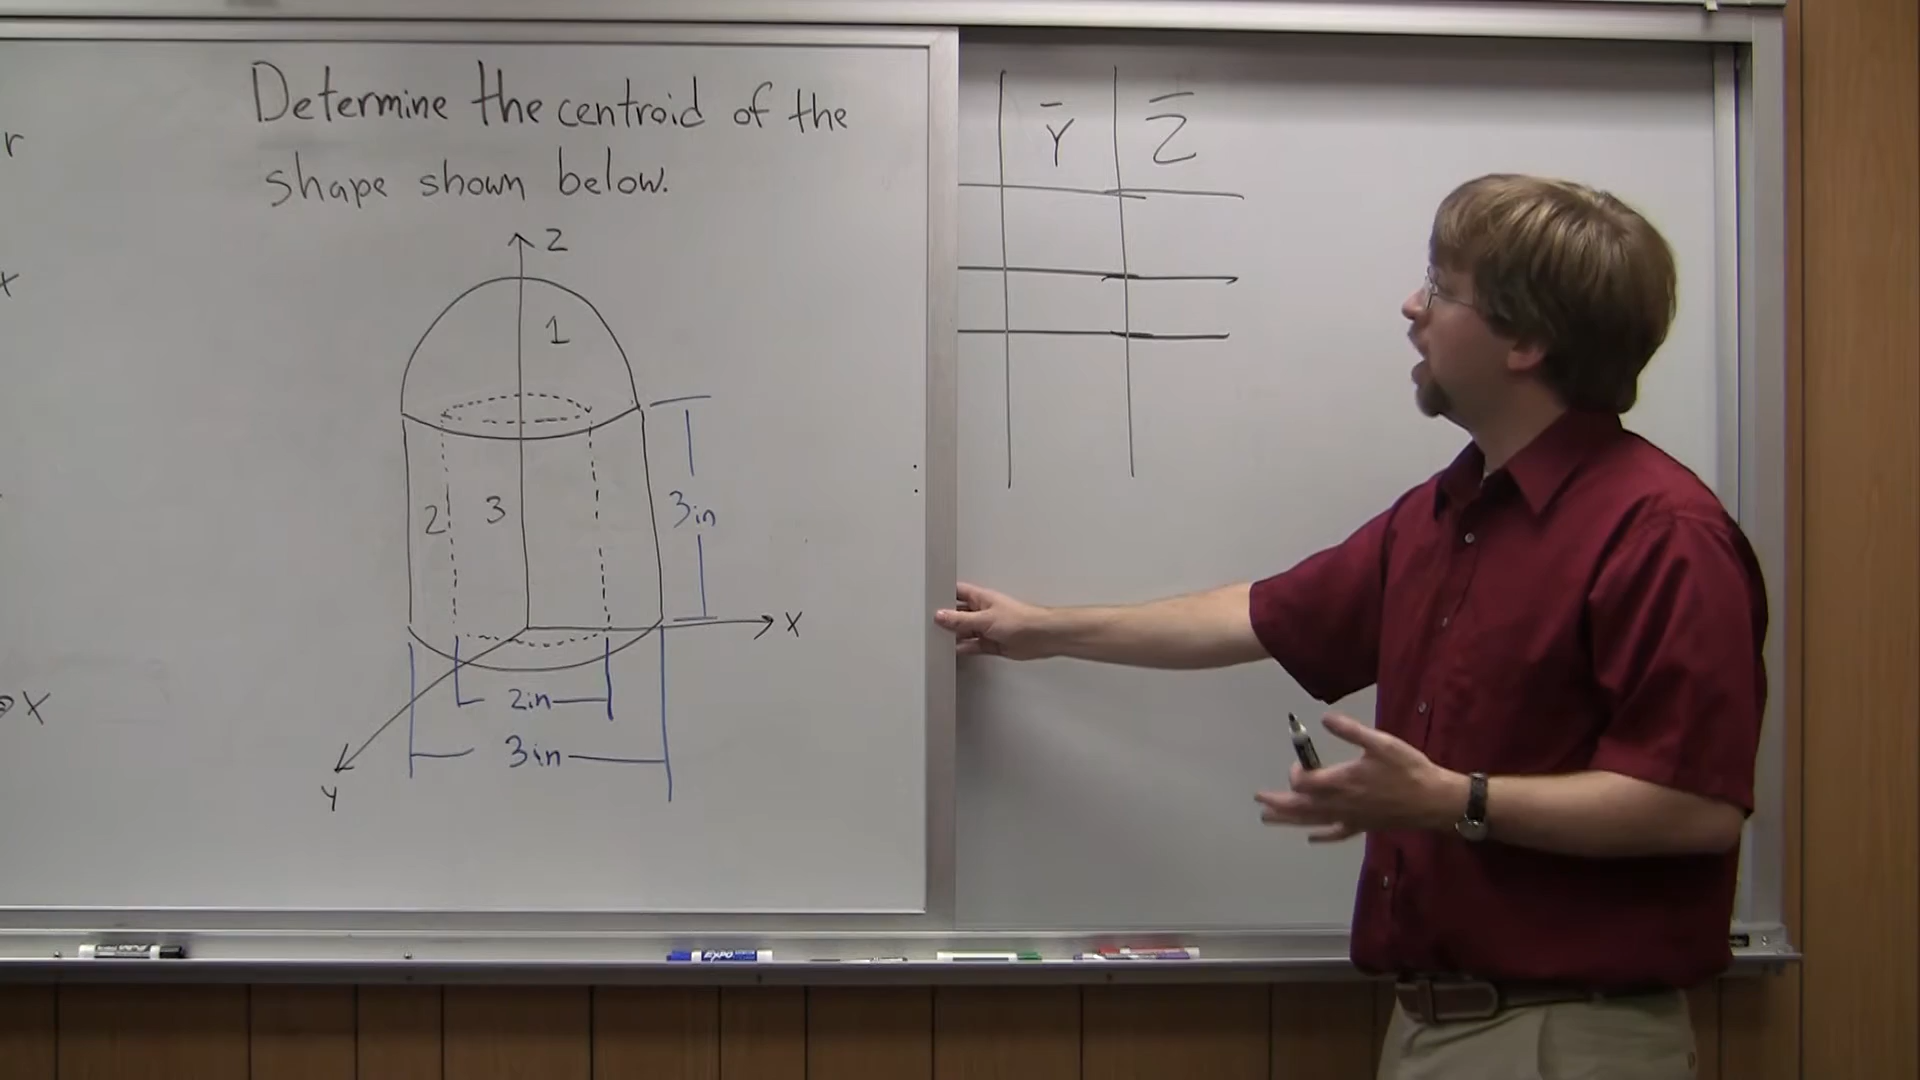 Determine the centroid of the
shape shown below.
r
x
X
Z
1
2
3
3in
X
2in
3in
Y
Y
Z
EXPO